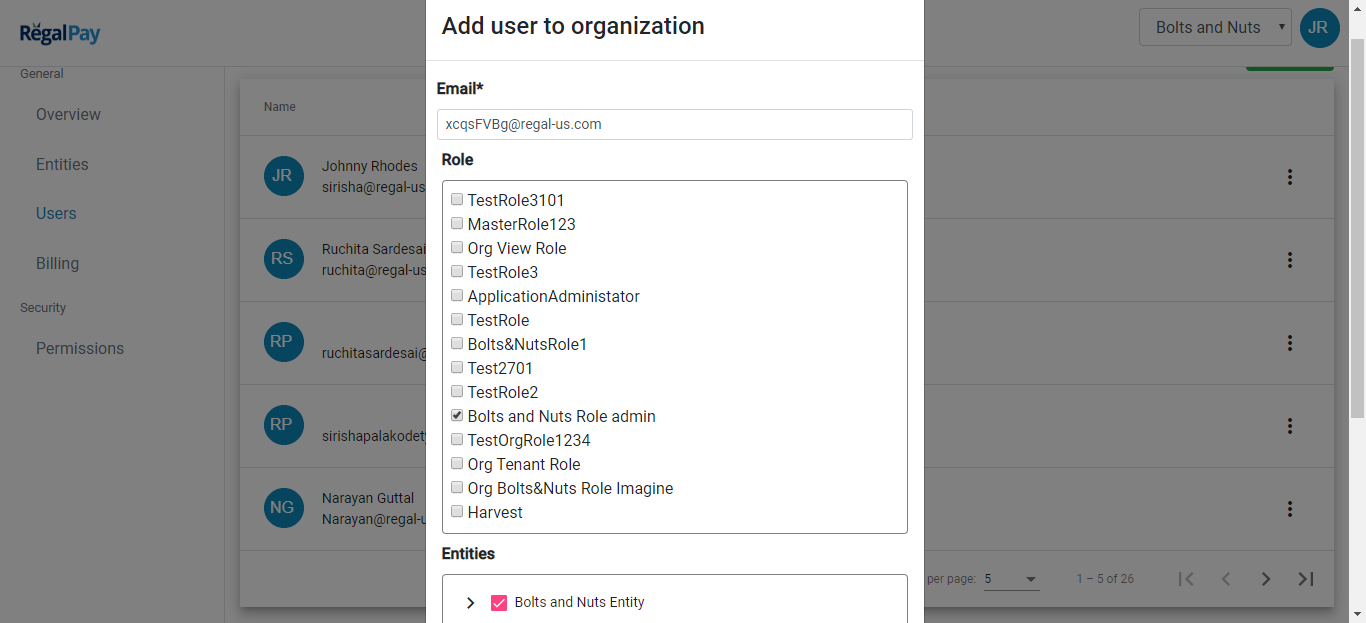 Add user to organization
RegalPay
Bolts and Nuts
JR
General
Overview
Entities
Users
Billing
Security
Permissions
Name
JR
Johnny Rhodes
sirisha@regal-us
RS
Ruchita Sardesai
ruchita@regal-us
RP
ruchitasardesai@
RP
sirishapalakodety
NG
Narayan Guttal
Narayan@regal-u
Email*
xcqsFVBg@regal-us.com
Role
TestRole3101
MasterRole123
Org View Role
TestRole3
ApplicationAdministator
TestRole
Bolts&NutsRole1
Test2701
TestRole2
Bolts and Nuts Role admin
TestOrgRole1234
Org Tenant Role
Org Bolts&Nuts Role Imagine
Harvest
Entities
Bolts and Nuts Entity
per page: 5
1 – 5 of 26